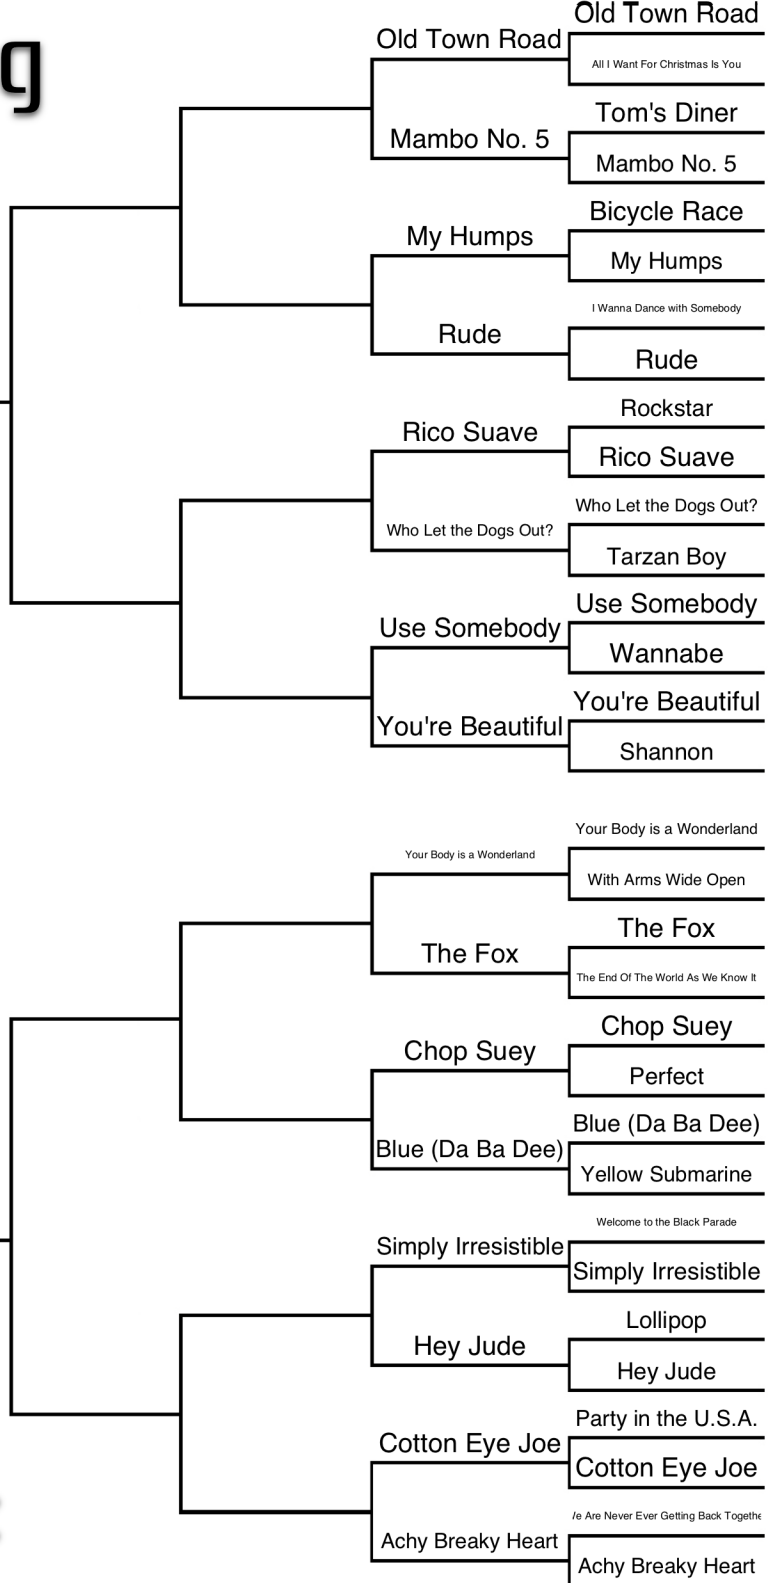 g
Old Town Road
Old Town Road
All I Want For Christmas Is You
Tom's Diner
Mambo No. 5
Mambo No. 5
Bicycle Race
My Humps
My Humps
I Wanna Dance with Somebody
Rude
Rude
Rockstar
Rico Suave
Rico Suave
Who Let the Dogs Out?
Who Let the Dogs Out?
Tarzan Boy
Use Somebody
Use Somebody
Wannabe
You're Beautiful
You're Beautiful
Shannon
Your Body is a Wonderland
Your Body is a Wonderland
With Arms Wide Open
The Fox
The Fox
The End Of The World As We Know It
Chop Suey
Chop Suey
Perfect
Blue (Da Ba Dee)
Blue (Da Ba Dee)
Yellow Submarine
Welcome to the Black Parade
Simply Irresistible
Simply Irresistible
Lollipop
Hey Jude
Hey Jude
Party in the U.S.A.
Cotton Eye Joe
Cotton Eye Joe
Are Never Ever Getting Back Togethe
Achy Breaky Heart
Achy Breaky Heart